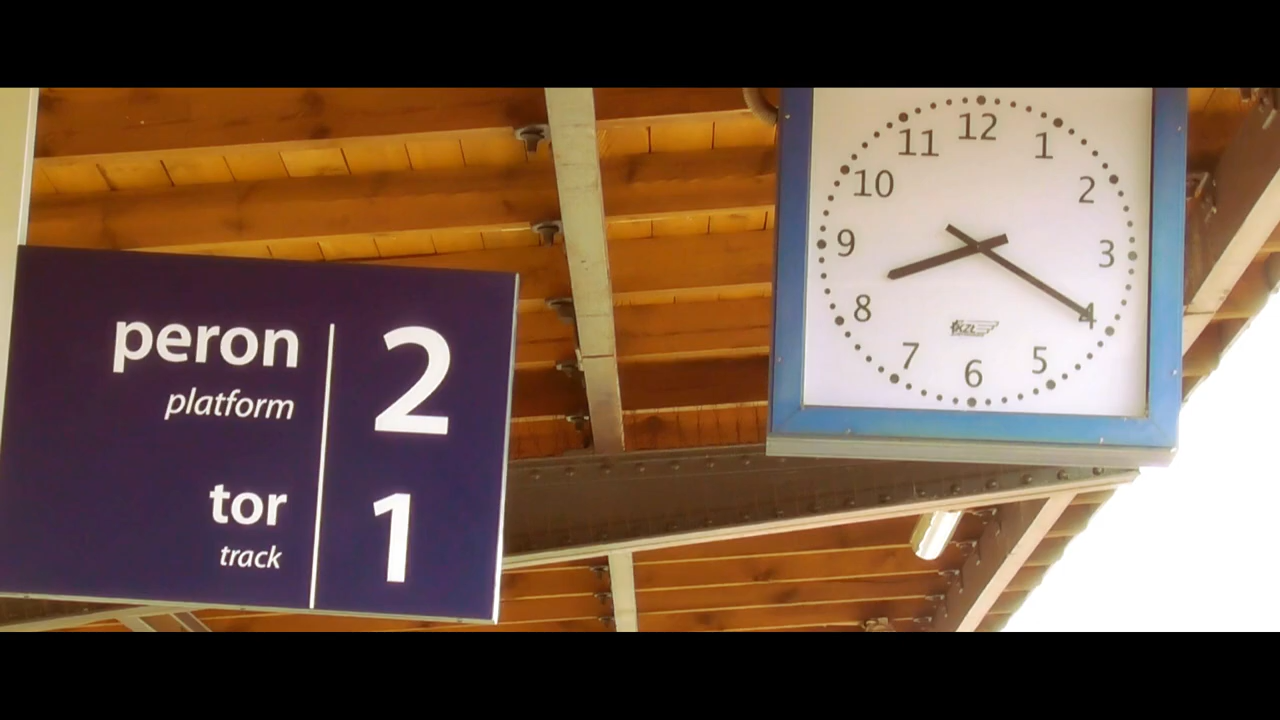 peron 2
platform
tor 1
track
12
11 1
10 2
9 3
8 4
7 5
6